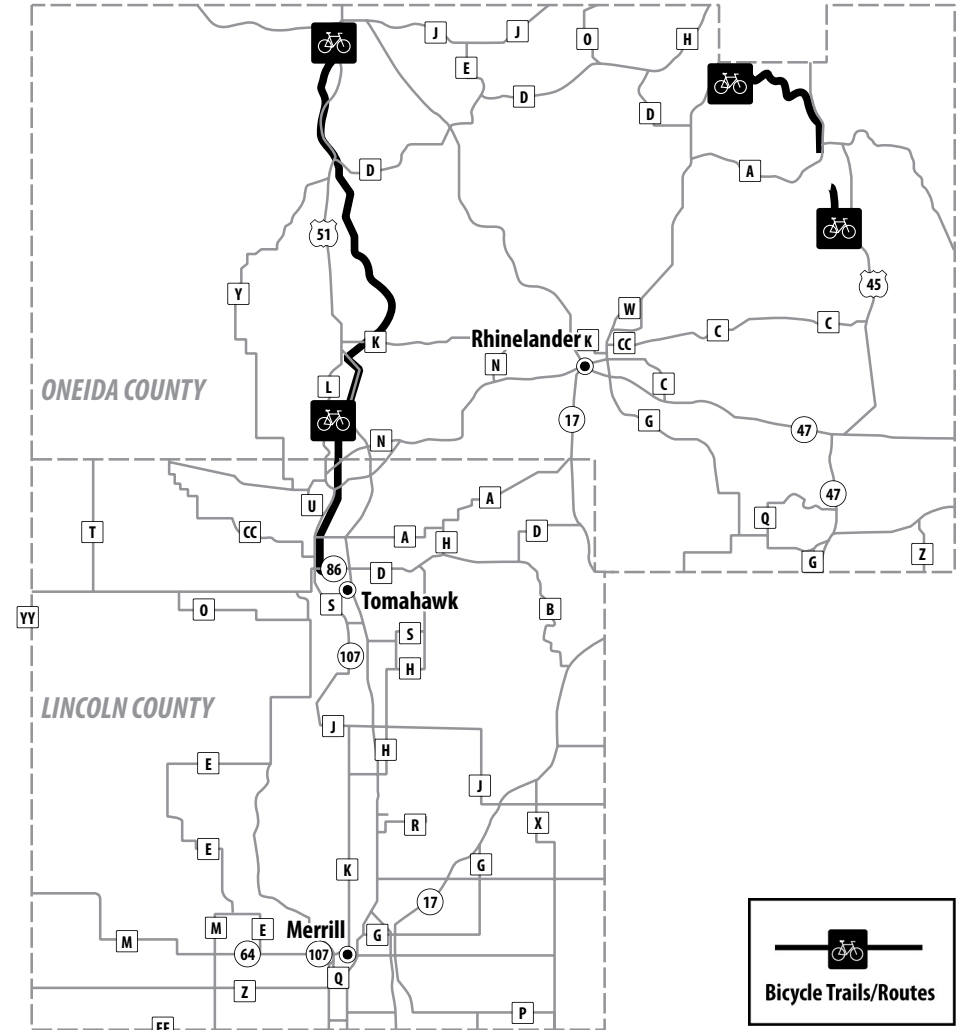 J
J
O
H
E
D
D
D
A
51
Y
45
W
C
C
Rhinelander
K
CC
K
N
L
C
ONEIDA COUNTY
17
G
47
N
47
A
U
Q
T
CC
A
H
D
G
Z
86
D
S
Tomahawk
B
O
YY
S
107
H
LINCOLN COUNTY
J
H
E
J
R
X
E
G
K
17
M
E
Merrill
G
M
64
107
Q
Z
Bicycle Trails/Routes
P